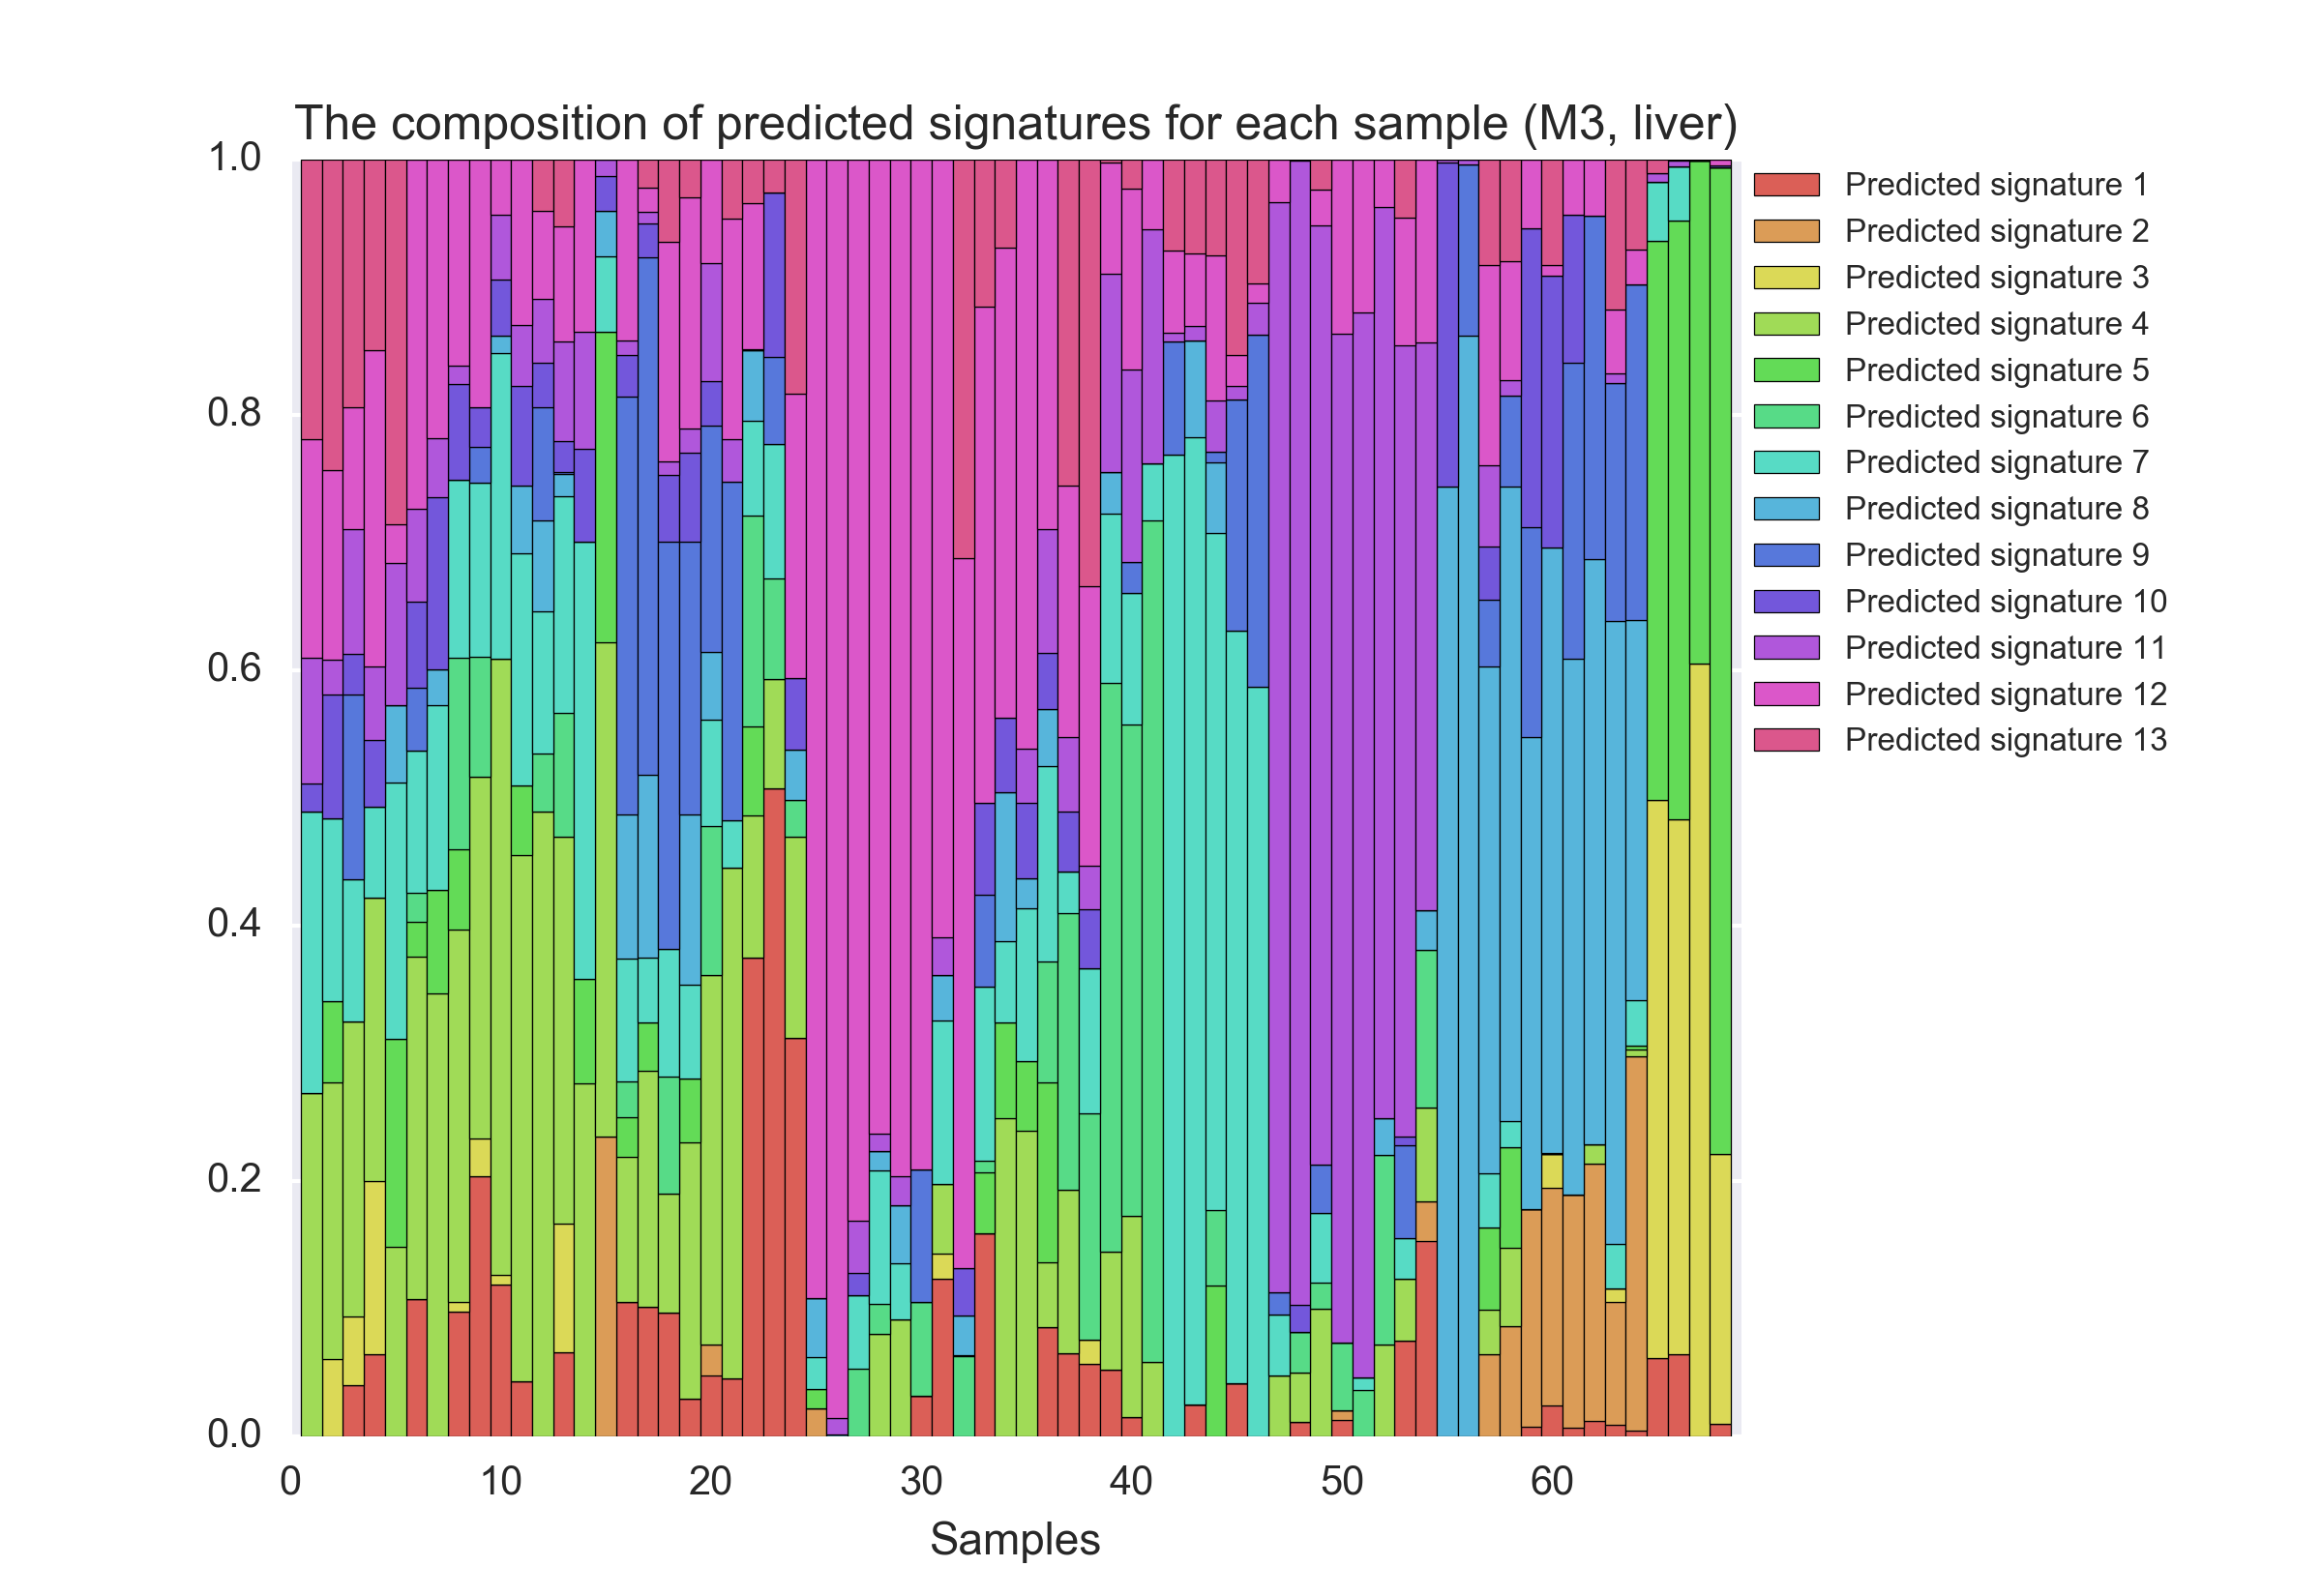 The composition of predicted signatures for each sample (M3, liver)
1.0
0.8
0.6
0.4
0.2
0.0
0 10 20 30 40 50 60
Samples
Predicted signature 1
Predicted signature 2
Predicted signature 3
Predicted signature 4
Predicted signature 5
Predicted signature 6
Predicted signature 7
Predicted signature 8
Predicted signature 9
Predicted signature 10
Predicted signature 11
Predicted signature 12
Predicted signature 13